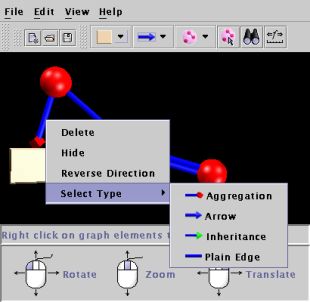 File Edit View Help
Delete
Hide
Reverse Direction
Select Type
Aggregation
Arrow
Inheritance
Plain Edge
Right click on graph elements
Rotate Zoom Translate